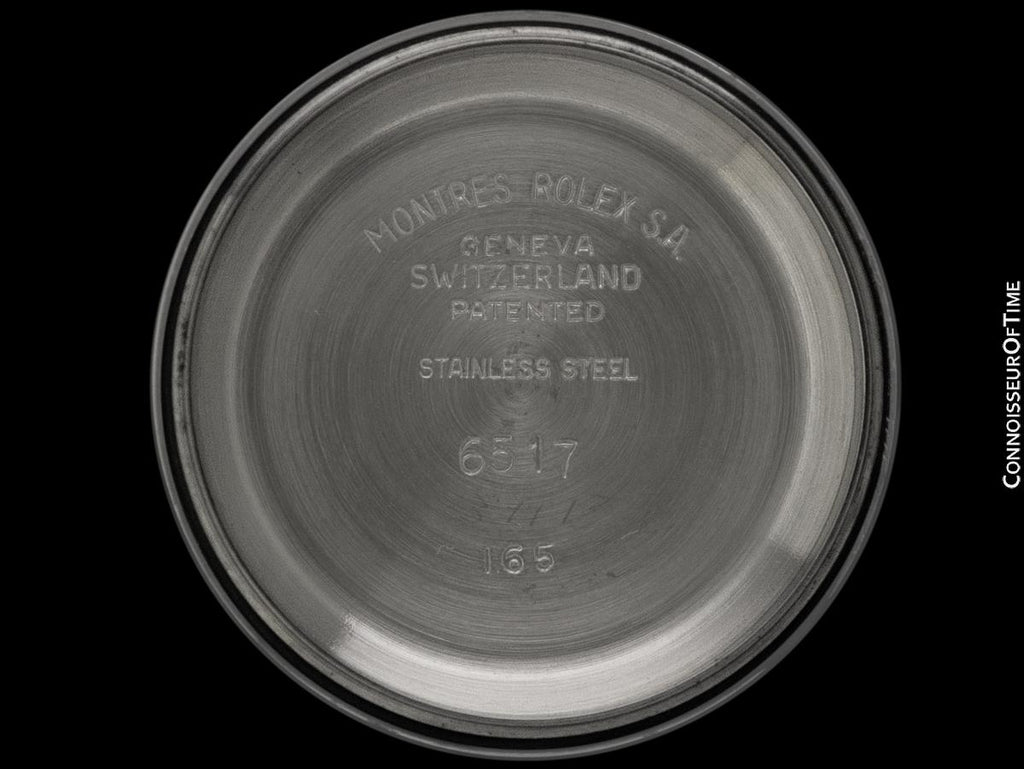 MONTRES ROLEX S.A.
GENEVA
SWITZERLAND
PATENTED
STAINLESS STEEL
6517
165
CONNOISSEUROFTIME